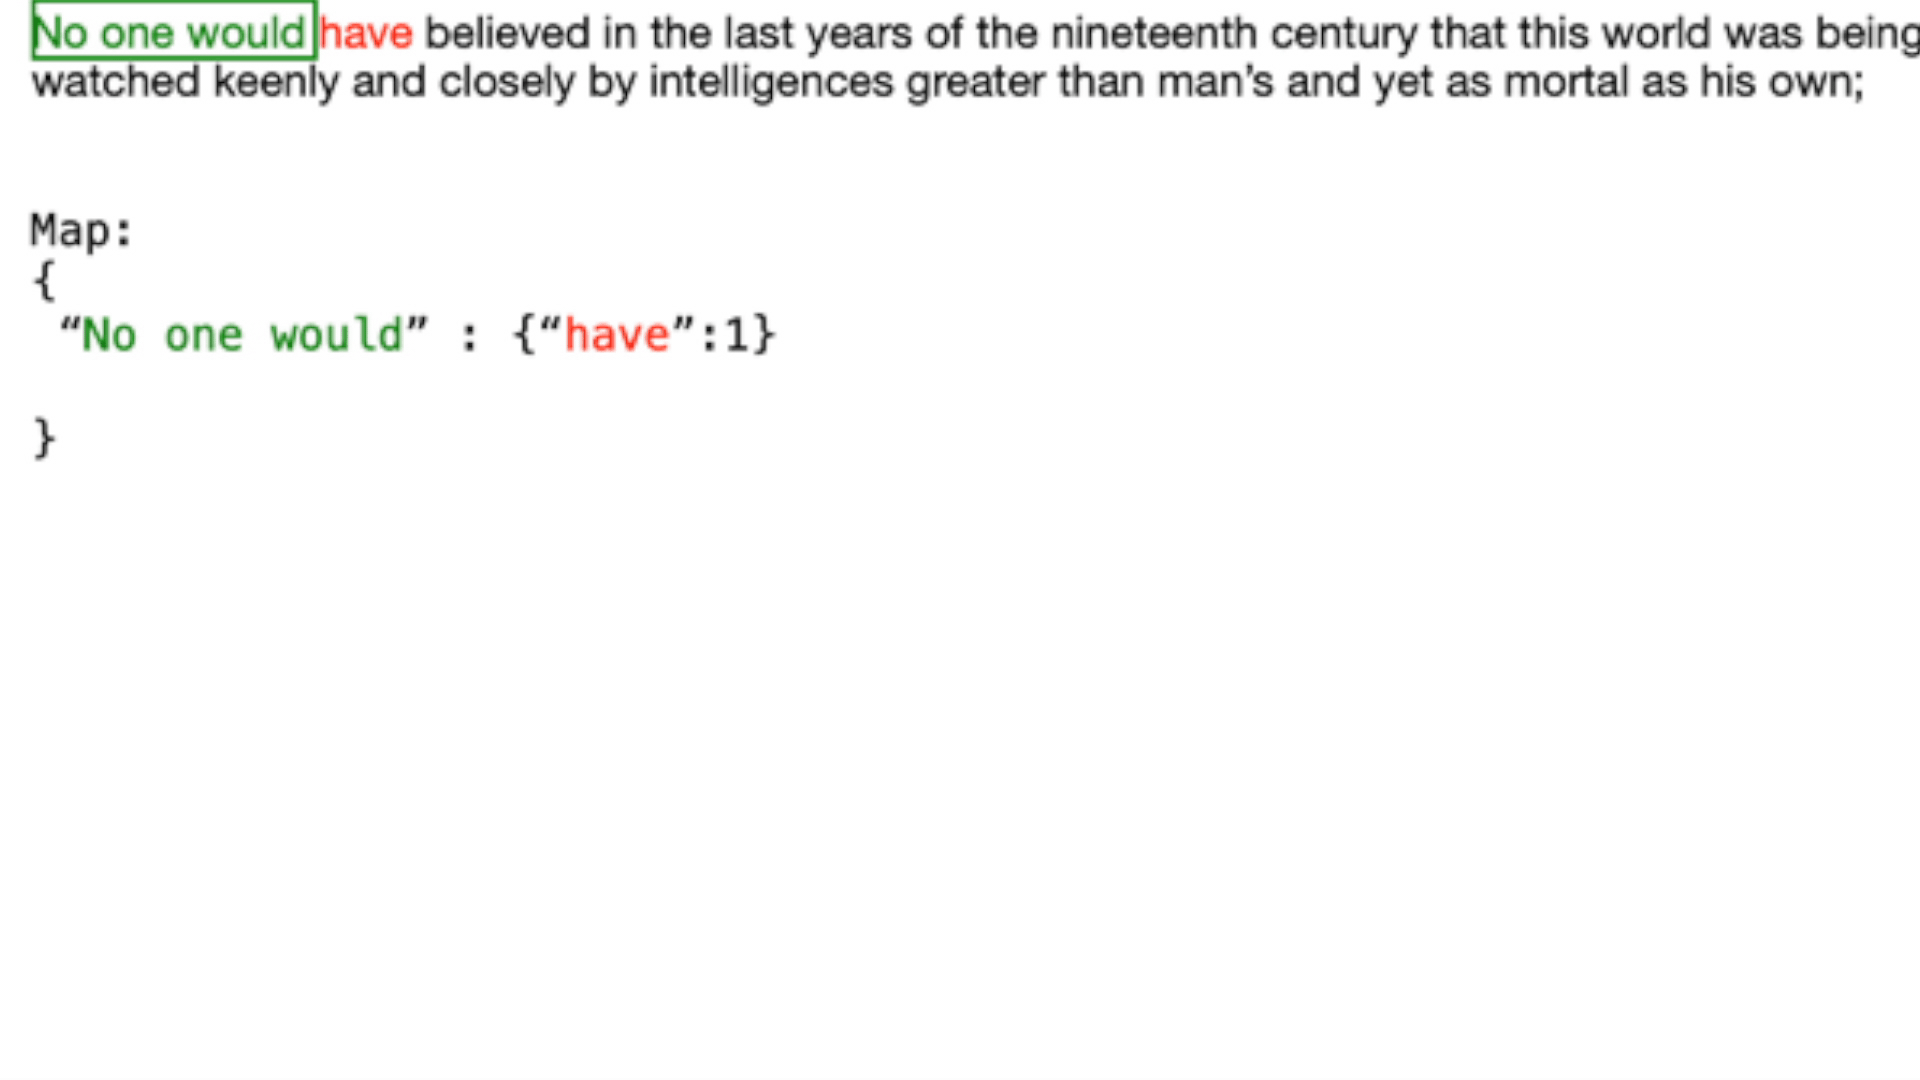 No one would have believed in the last years of the nineteenth century that this world was being
watched keenly and closely by intelligences greater than man’s and yet as mortal as his own;
Map:
{
“No one would” : {“have”:1}
}